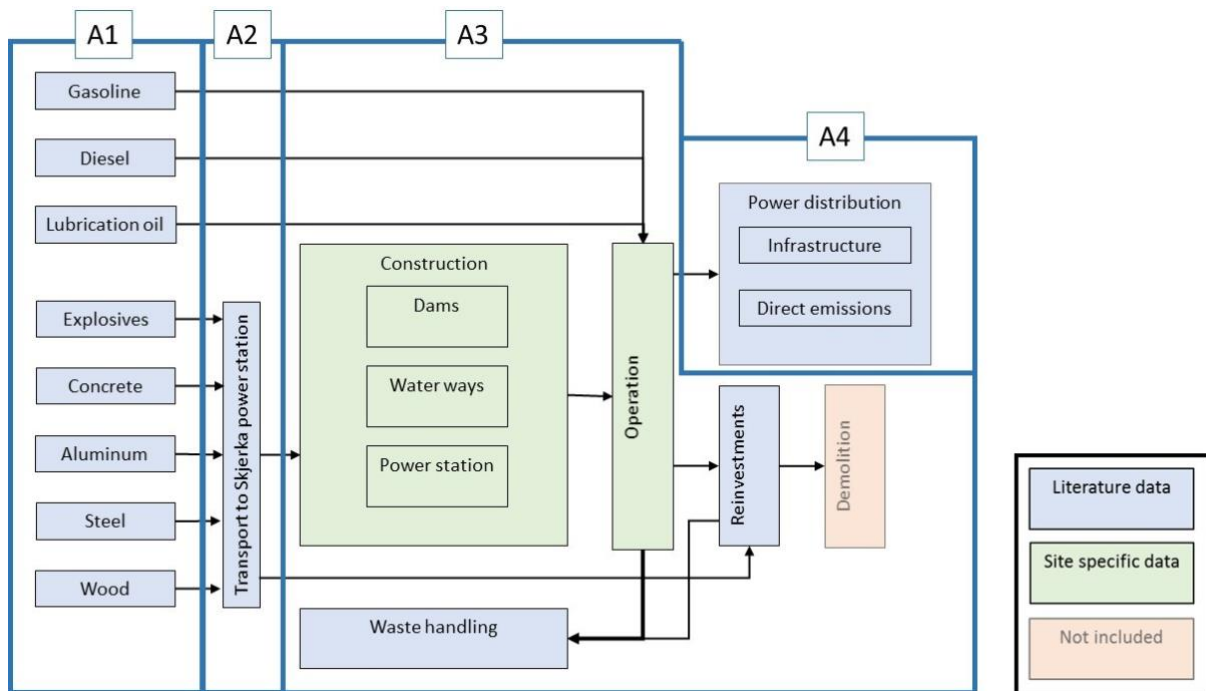 A1
A2
A3
A4
Gasoline
Diesel
Lubrication oil
Explosives
Concrete
Aluminum
Steel
Wood
Transport to Skjerka power station
Construction
Dams
Water ways
Power station
Operation
Power distribution
Infrastructure
Direct emissions
Reinvestments
Demolition
Waste handling
Literature data
Site specific data
Not included